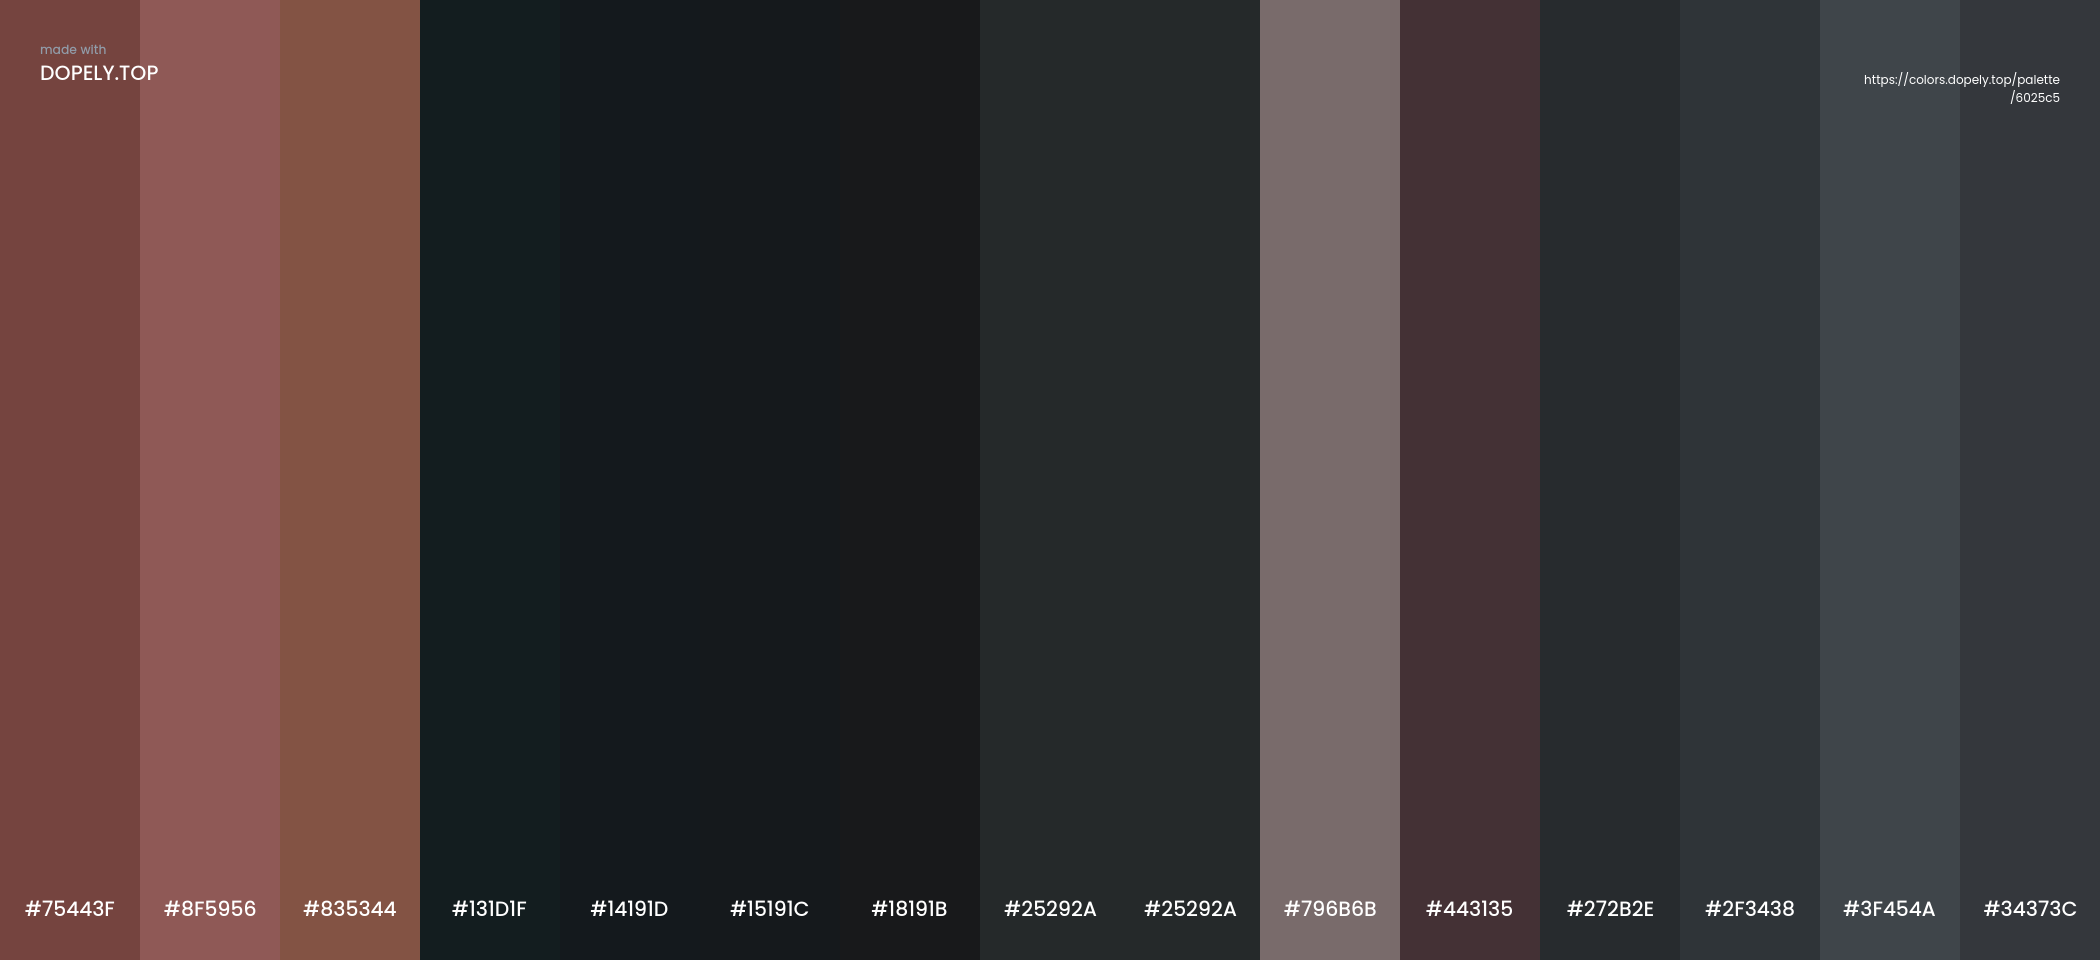 made with
DOPELY.TOP
https://colors.dopely.top/palette
/6025c5
#75443F
#8F5956
#835344
#131D1F
#14191D
#15191C
#18191B
#25292A
#25292A
#796B6B
#443135
#272B2E
#2F3438
#3F454A
#34373C